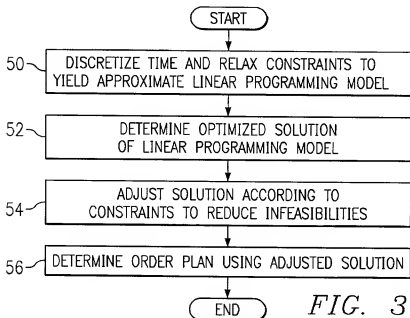 START
50
DISCRETIZE TIME AND RELAX CONSTRAINTS TO
YIELD APPROXIMATE LINEAR PROGRAMMING MODEL
52
DETERMINE OPTIMIZED SOLUTION
OF LINEAR PROGRAMMING MODEL
54
ADJUST SOLUTION ACCORDING TO
CONSTRAINTS TO REDUCE INFEASIBILITIES
56
DETERMINE ORDER PLAN USING ADJUSTED SOLUTION
END
FIG. 3